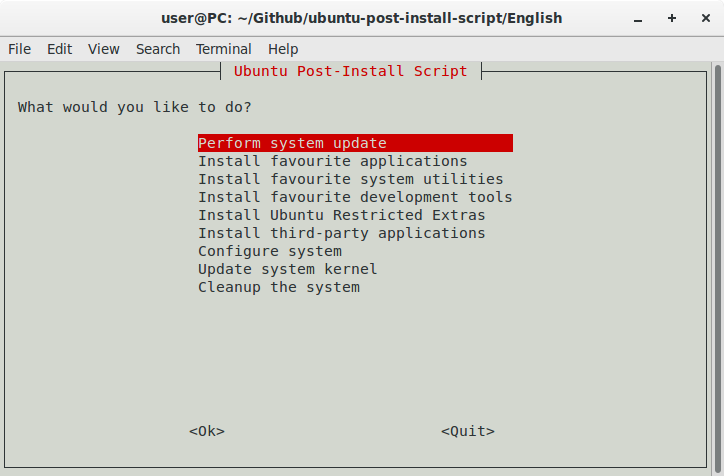 user@PC: ~/Github/ubuntu-post-install-script/English
File Edit View Search Terminal Help
Ubuntu Post-Install Script
What would you like to do?
Perform system update
Install favourite applications
Install favourite system utilities
Install favourite development tools
Install Ubuntu Restricted Extras
Install third-party applications
Configure system
Update system kernel
Cleanup the system
<Ok> <Quit>